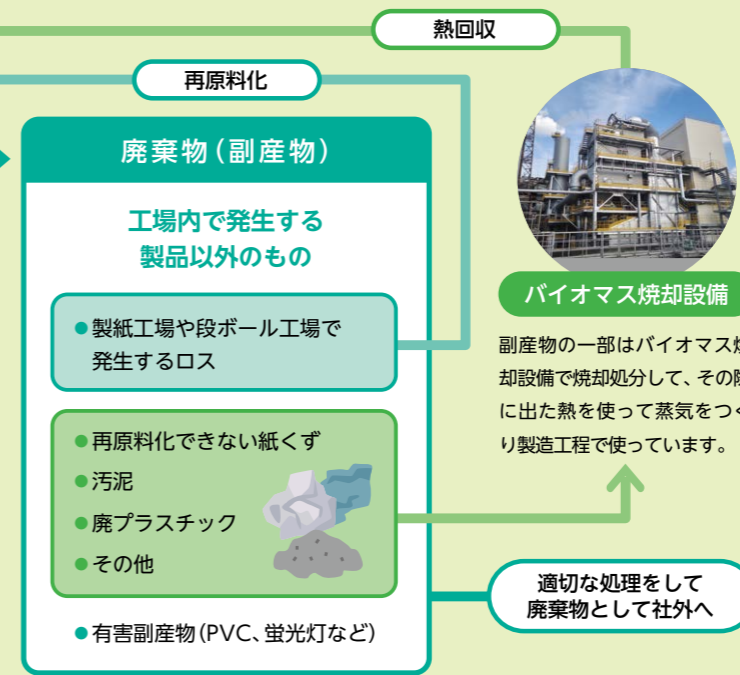 熱回収
再原料化
廃棄物(副産物)
工場内で発生する
製品以外のもの
●製紙工場や段ボール工場で
発生するロス
●再原料化できない紙くず
●汚泥
●廃プラスチック
●その他
●有害副産物(PVC、蛍光灯など)
バイオマス焼却設備
副産物の一部はバイオマス焼
却設備で焼却処分して、その際
に出た熱を使って蒸気をつく
り製造工程で使っています。
適切な処理をして
廃棄物として社外へ